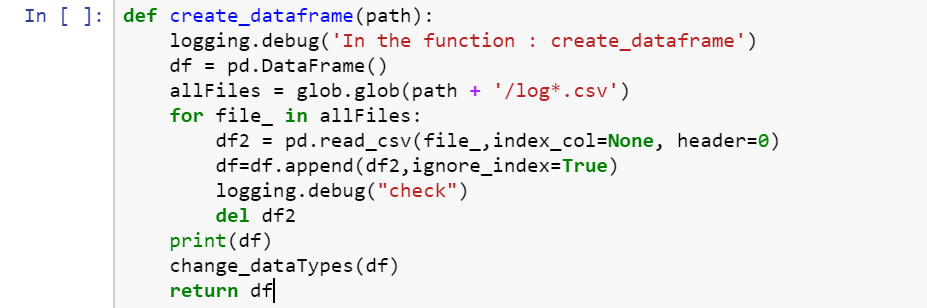 In [ ]: def create_dataframe(path):
    logging.debug('In the function : create_dataframe')
    df = pd.DataFrame()
    allFiles = glob.glob(path + '/log*.csv')
    for file_ in allFiles:
        df2 = pd.read_csv(file_,index_col=None, header=0)
        df=df.append(df2,ignore_index=True)
        logging.debug("check")
        del df2
    print(df)
    change_dataTypes(df)
    return df